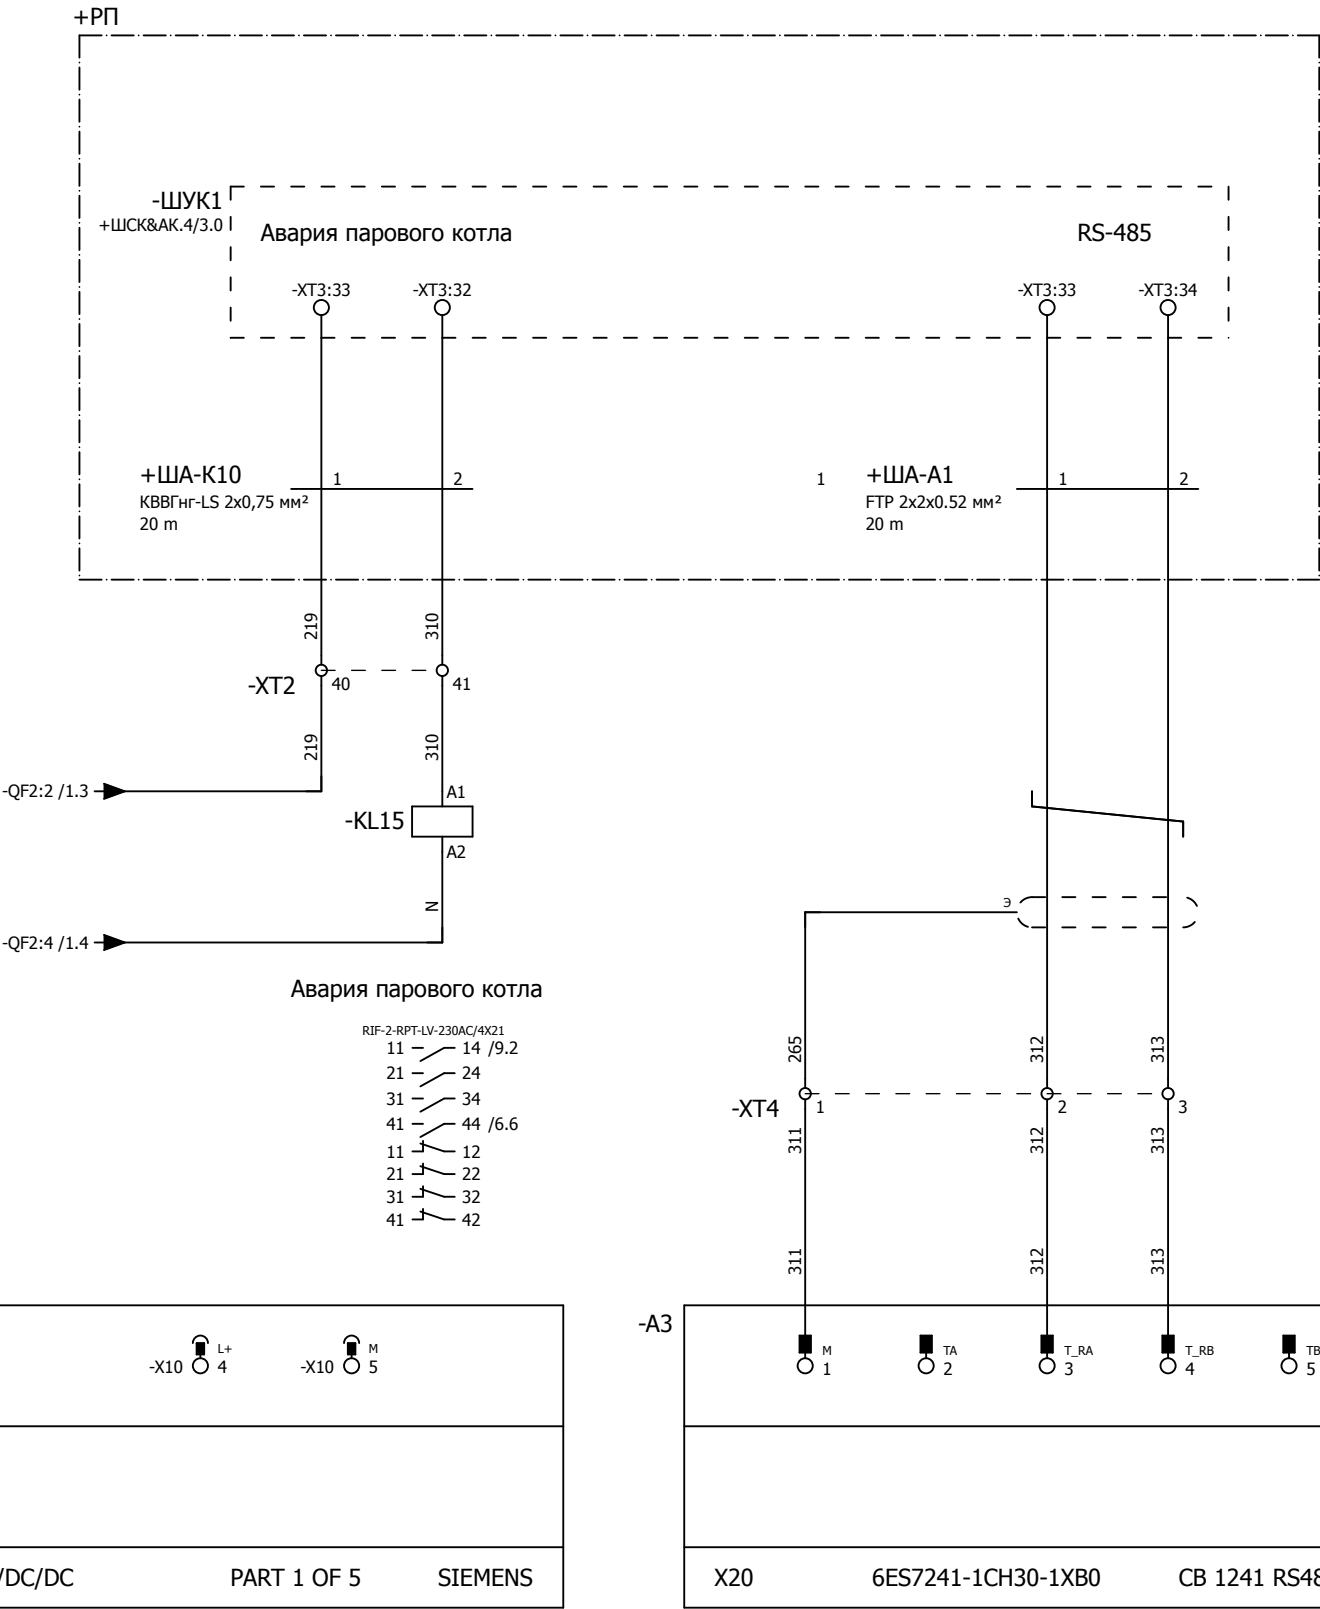 +РП
-ШУК1
+ШСК&АК.4/3.0
Авария парового котла
RS-485
-XT3:33
-XT3:32
-XT3:33
-XT3:34
+ША-К10
КВВГнг-LS 2x0,75 мм²
20 m
1
2
1
+ША-А1
FTP 2x2x0.52 мм²
20 m
1
2
219
310
-XT2
40
41
219
310
-QF2:2 /1.3
A1
-KL15
A2
N
-QF2:4 /1.4
Э
Авария парового котла
RIF-2-RPT-LV-230AC/4X21
11 14 /9.2
21 24
31 34
41 44 /6.6
11 12
21 22
31 32
41 42
265
312
313
-XT4
1
2
3
311
312
313
311
312
313
-A3
-X10
L+
4
-X10
M
5
M
1
TA
2
T_RA
3
T_RB
4
TB
5
/DC/DC
PART 1 OF 5
SIEMENS
X20
6ES7241-1CH30-1XB0
CB 1241 RS48